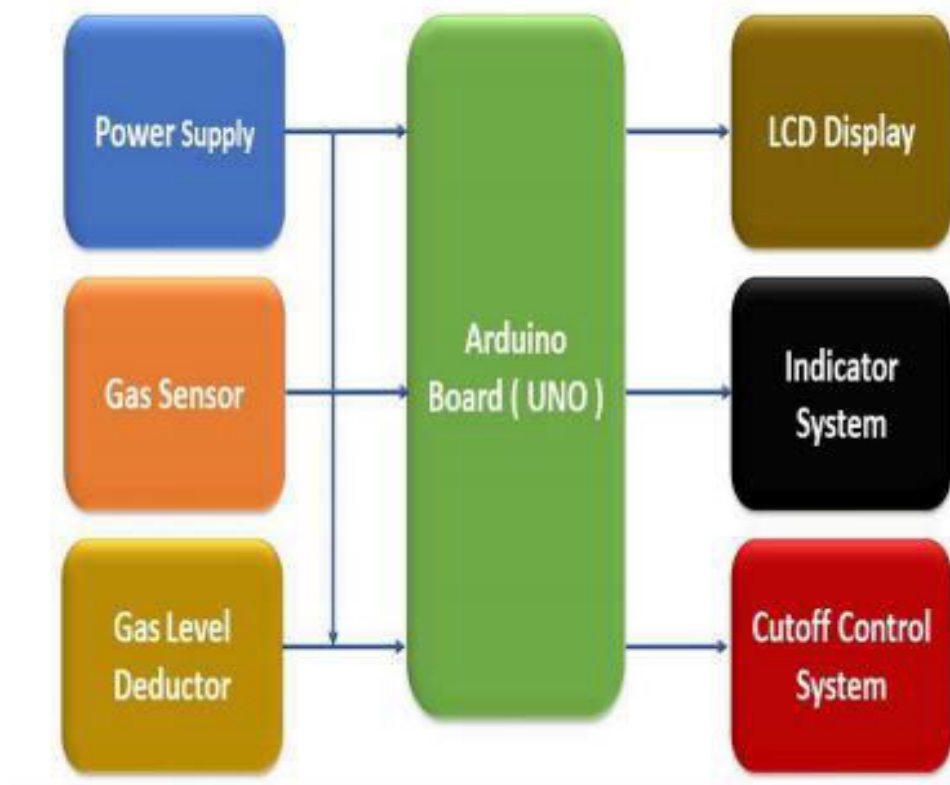 Power Supply
LCD Display
Gas Sensor
Arduino
Board ( UNO )
Indicator
System
Gas Level
Deductor
Cutoff Control
System